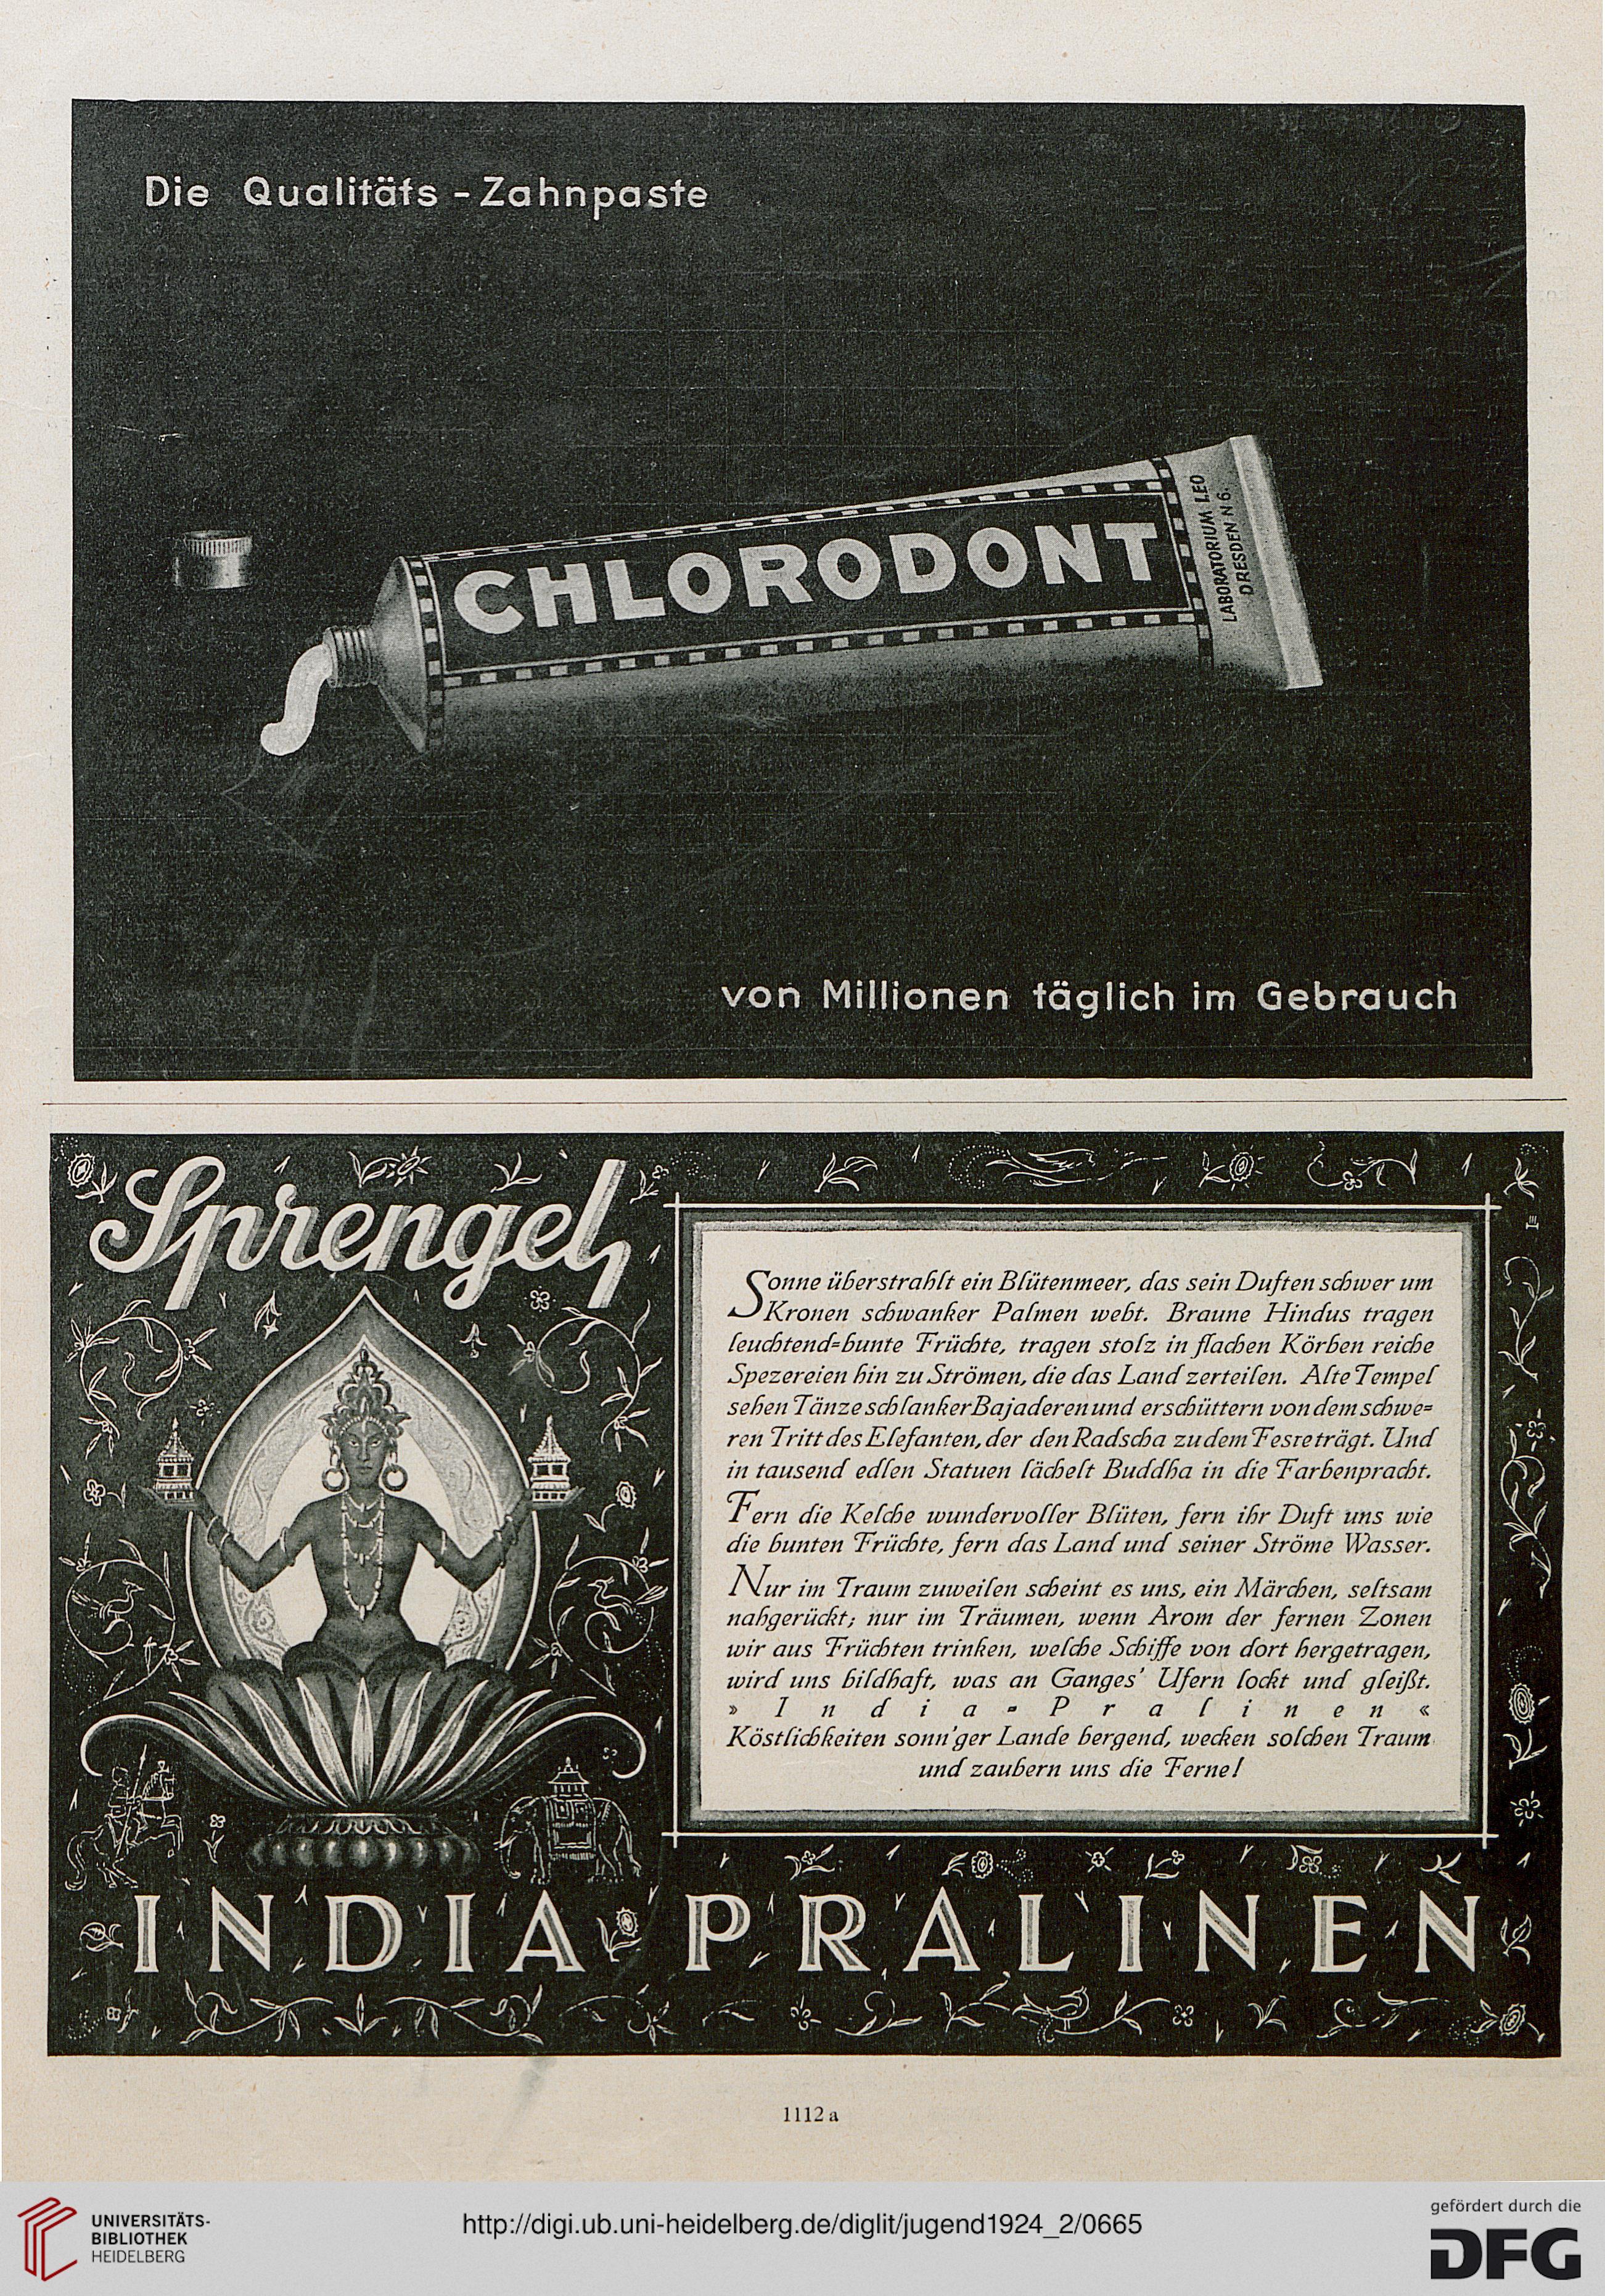 Die Qualitäts-Zahnpaste
CHLORODONT
LABORATORIUM LEO
DRESDEN N 6.
von Millionen täglich im Gebrauch
Sprengel
Sonne überstrahlt ein Blütenmeer, das sein Duften schwer um
Kronen schwanker Palmen webt. Braune Hindus tragen
leuchtend=bunte Früchte, tragen stolz in flachen Körben reiche
Spezereien hin zu Strömen, die das Land zerteilen. Alte Tempel
sehen Tänze schlanker Bajaderen und erschüttern von dem schwe=
ren Tritt des Elefanten, der den Radscha zu dem Feste trägt. Und
in tausend edlen Statuen lächelt Buddha in die Farbenpracht.
Fern die Kelche wundervoller Blüten, fern ihr Duft uns wie
die bunten Früchte, fern das Land und seiner Ströme Wasser.
Nur im Traum zuweilen scheint es uns, ein Märchen, seltsam
nahgerückt; nur im Träumen, wenn Arom der fernen Zonen
wir aus Früchten trinken, welche Schiffe von dort hergetragen,
wird uns bildhaft, was an Ganges' Ufern lockt und gleißt.
» India=Pralinen «
Köstlichkeiten sonn'ger Lande bergend, wecken solchen Traum
und zaubern uns die Ferne!
INDIA PRALINEN
1112 a
UNIVERSITÄTS-
BIBLIOTHEK
HEIDELBERG
http://digi.ub.uni-heidelberg.de/diglit/jugend1924_2/0665
gefördert durch die
DFG